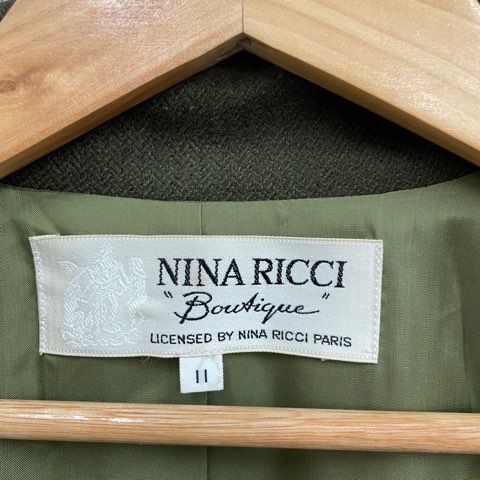 NINA RICCI
"Boutique"
LICENSED BY NINA RICCI PARIS
11